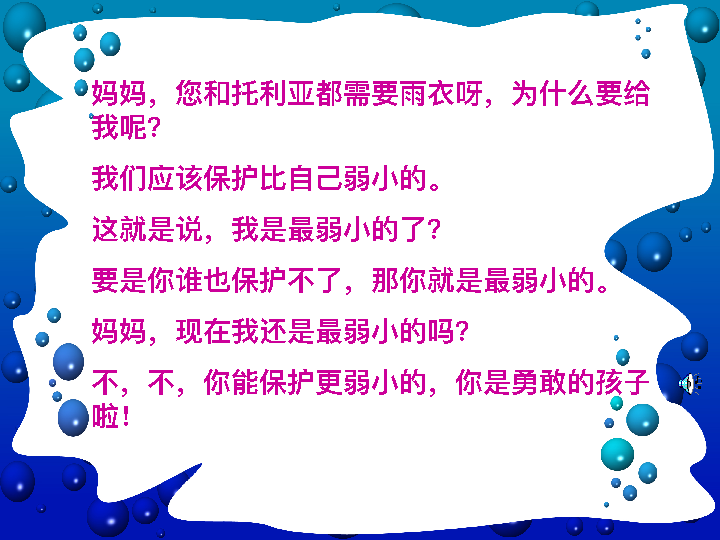 妈妈，您和托利亚都需要雨衣呀，为什么要给
我呢？
我们应该保护比自己弱小的。
这就是说，我是最弱小的了？
要是你谁也保护不了，那你就是最弱小的。
妈妈，现在我还是最弱小的吗？
不，不，你能保护更弱小的，你是勇敢的孩子
啦！